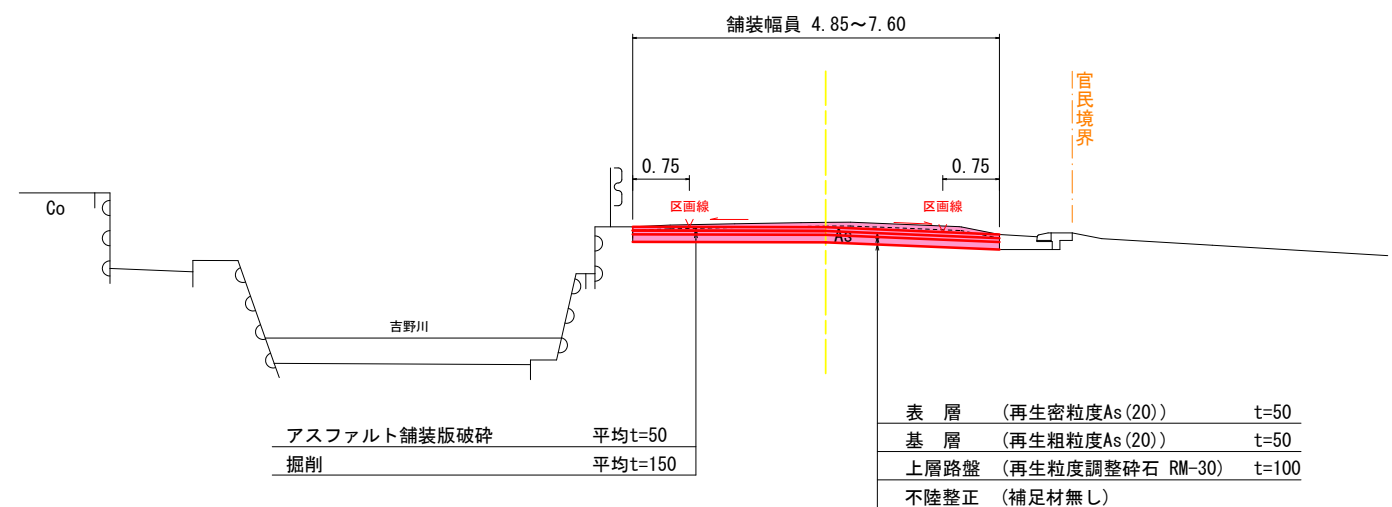 舗装幅員 4.85～7.60
官民境界
0.75
0.75
Co
区画線
区画線
As
吉野川
アスファルト舗装版破砕 平均t=50
掘削 平均t=150
表 層 (再生密粒度As(20)) t=50
基 層 (再生粗粒度As(20)) t=50
上層路盤 (再生粒度調整砕石 RM-30) t=100
不陸整正 (補足材無し)